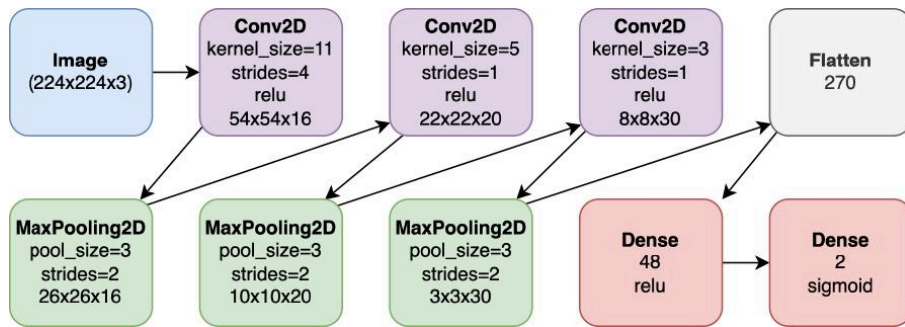 Image
(224x224x3)
Conv2D
kernel_size=11
strides=4
relu
54x54x16
Conv2D
kernel_size=5
strides=1
relu
22x22x20
Conv2D
kernel_size=3
strides=1
relu
8x8x30
Flatten
270
MaxPooling2D
pool_size=3
strides=2
26x26x16
MaxPooling2D
pool_size=3
strides=2
10x10x20
MaxPooling2D
pool_size=3
strides=2
3x3x30
Dense
48
relu
Dense
2
sigmoid